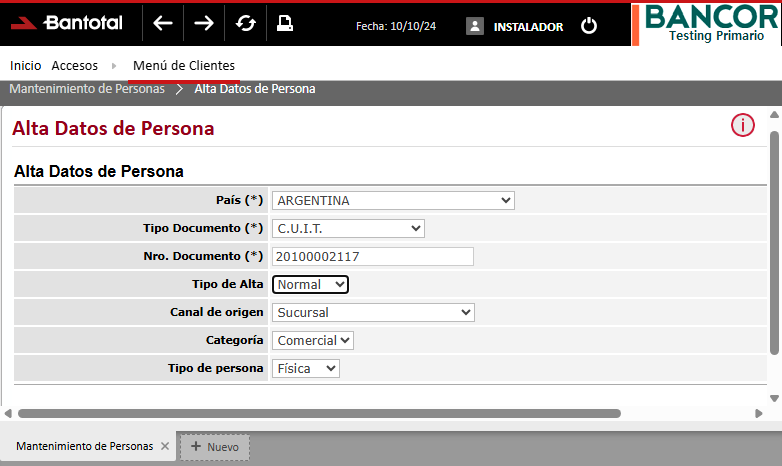 Bantotal
Fecha: 10/10/24
INSTALADOR
BANCOR
Testing Primario
Inicio Accesos Menú de Clientes
Mantenimiento de Personas > Alta Datos de Persona
Alta Datos de Persona
i
Alta Datos de Persona
País (*) ARGENTINA
Tipo Documento (*) C.U.I.T.
Nro. Documento (*) 20100002117
Tipo de Alta Normal
Canal de origen Sucursal
Categoría Comercial
Tipo de persona Física
Mantenimiento de Personas × + Nuevo